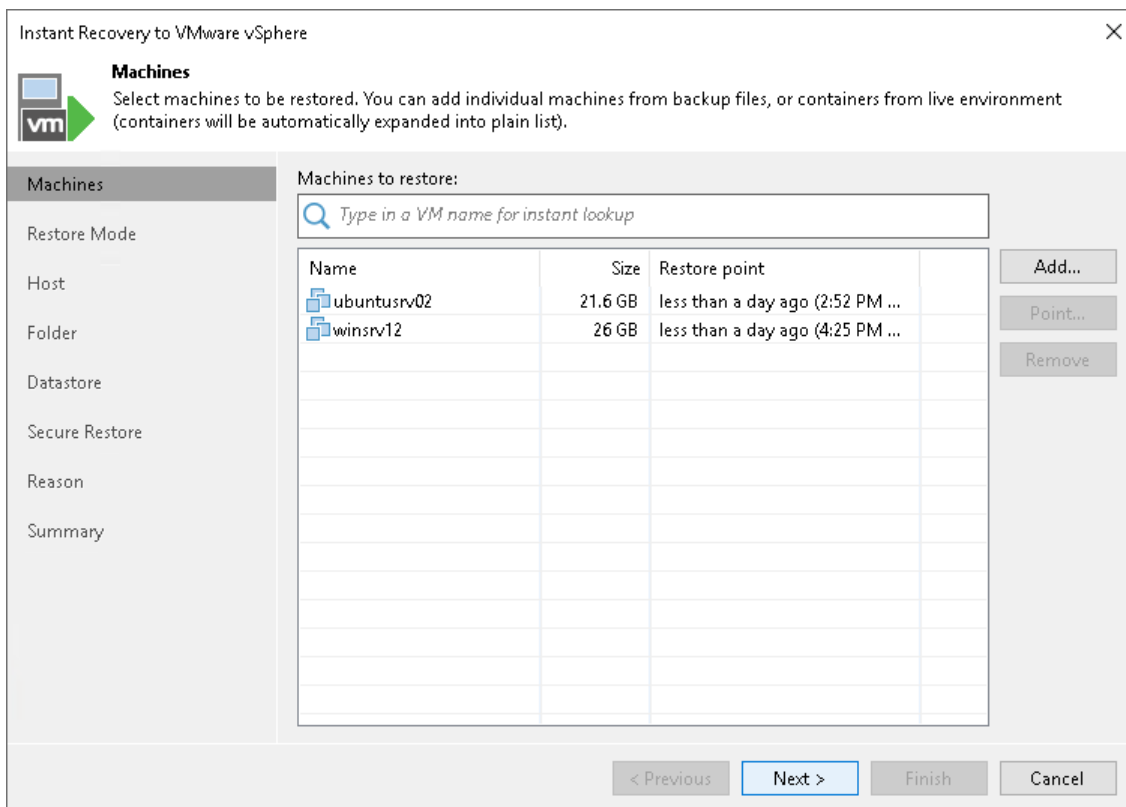 Instant Recovery to VMware vSphere
Machines
Select machines to be restored. You can add individual machines from backup files, or containers from live environment
(containers will be automatically expanded into plain list).
vm
Machines
Restore Mode
Host
Folder
Datastore
Secure Restore
Reason
Summary
Machines to restore:
Type in a VM name for instant lookup
Name Size Restore point
ubuntusrv02 21.6 GB less than a day ago (2:52 PM ...
winsrv12 26 GB less than a day ago (4:25 PM ...
Add...
Point...
Remove
< Previous Next > Finish Cancel